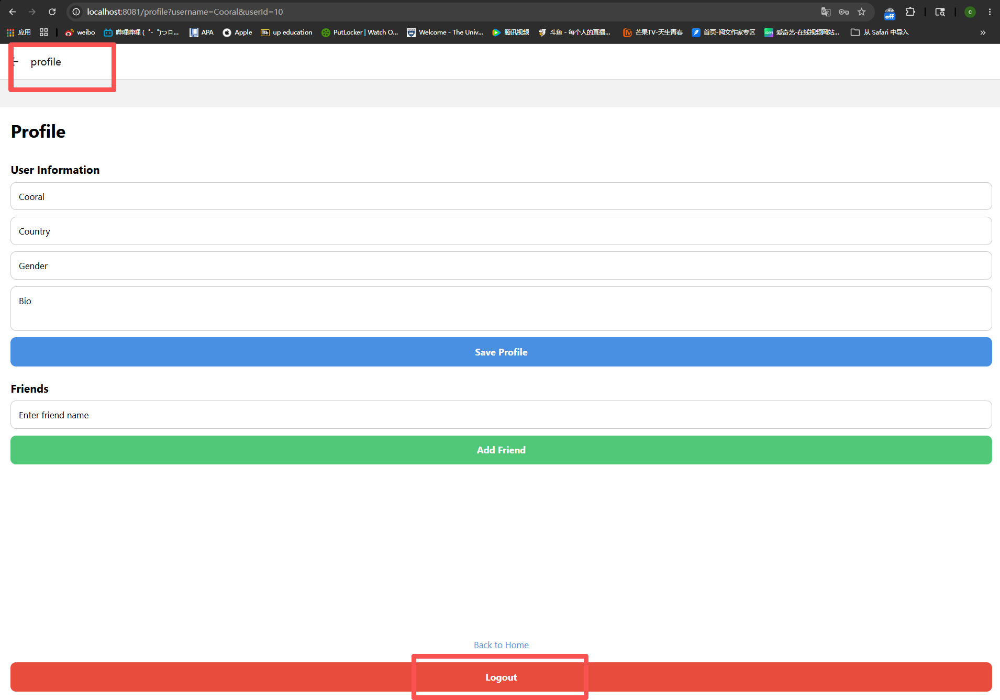 localhost:8081/profile?username=Cooral&userId=10
off
C
应用 weibo 哔哩哔哩 (゜-゜)つロ... APA Apple Bb up education PutLocker | Watch O... Welcome - The Univ... 腾讯视频 斗鱼 - 每个人的直播... 芒果TV-天生青春 首页-阅文作家专区 爱奇艺-在线视频网站... 从 Safari 中导入
profile
Profile
User Information
Cooral
Country
Gender
Bio
Save Profile
Friends
Enter friend name
Add Friend
Back to Home
Logout